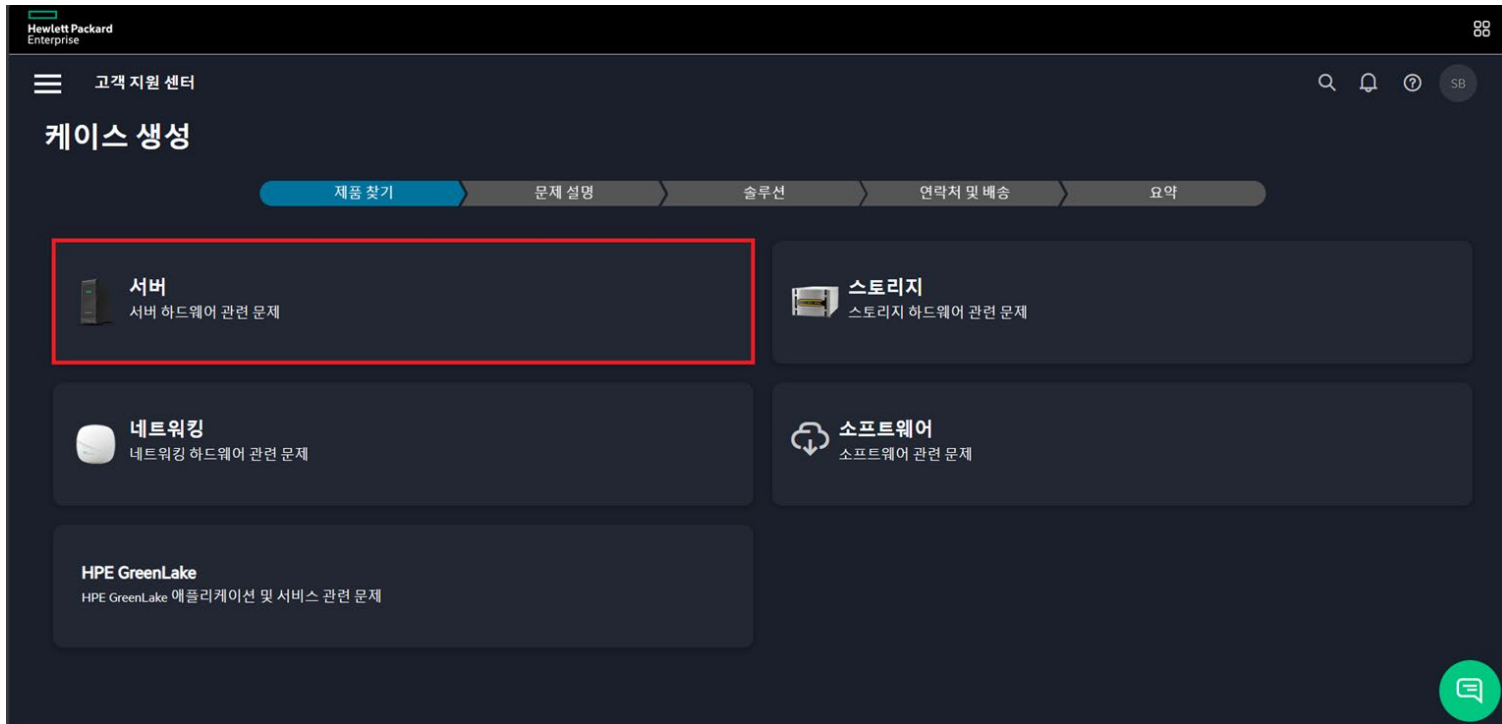 Hewlett Packard
Enterprise
고객 지원 센터
SB
케이스 생성
제품 찾기
문제 설명
솔루션
연락처 및 배송
요약
서버
서버 하드웨어 관련 문제
스토리지
스토리지 하드웨어 관련 문제
네트워킹
네트워킹 하드웨어 관련 문제
소프트웨어
소프트웨어 관련 문제
HPE GreenLake
HPE GreenLake 애플리케이션 및 서비스 관련 문제